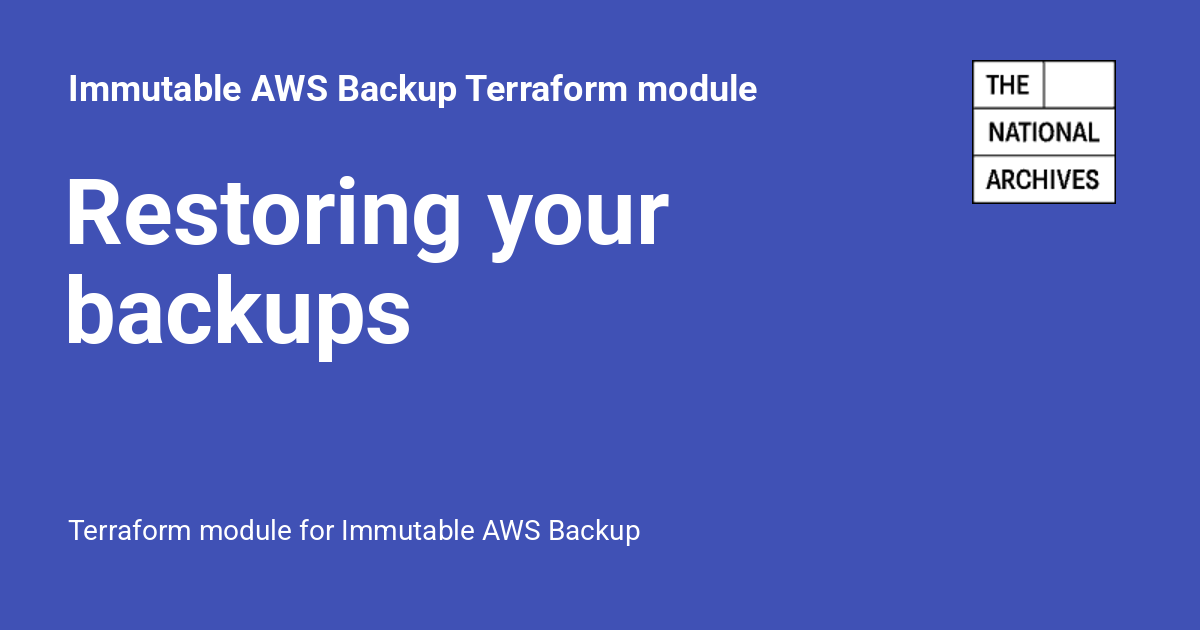 Immutable AWS Backup Terraform module
THE
NATIONAL
ARCHIVES
Restoring your
backups
Terraform module for Immutable AWS Backup